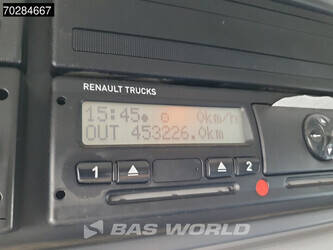 70284667
RENAULT TRUCKS
15:45 0km/h
OUT 453226.0km
1 2
BAS WORLD